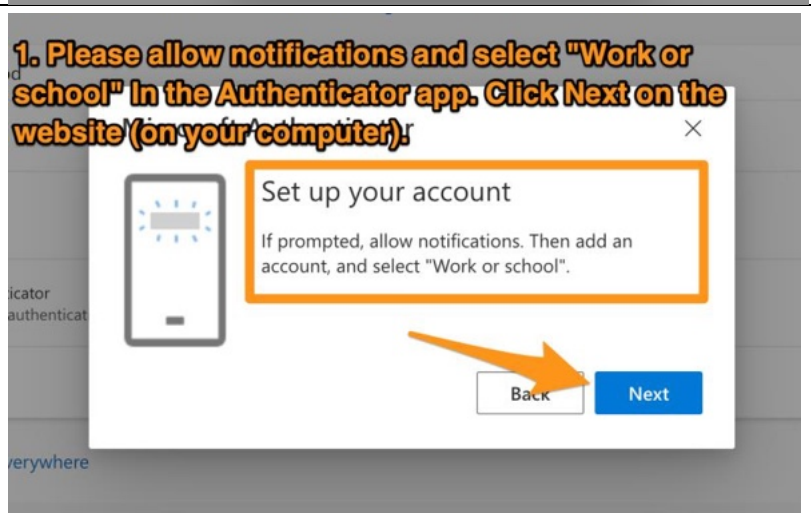 1. Please allow notifications and select "Work or
school" In the Authenticator app. Click Next on the
website (on your computer).
Microsoft Authenticator
Set up your account
If prompted, allow notifications. Then add an
account, and select "Work or school".
icator
authenticat
Back
Next
verywhere